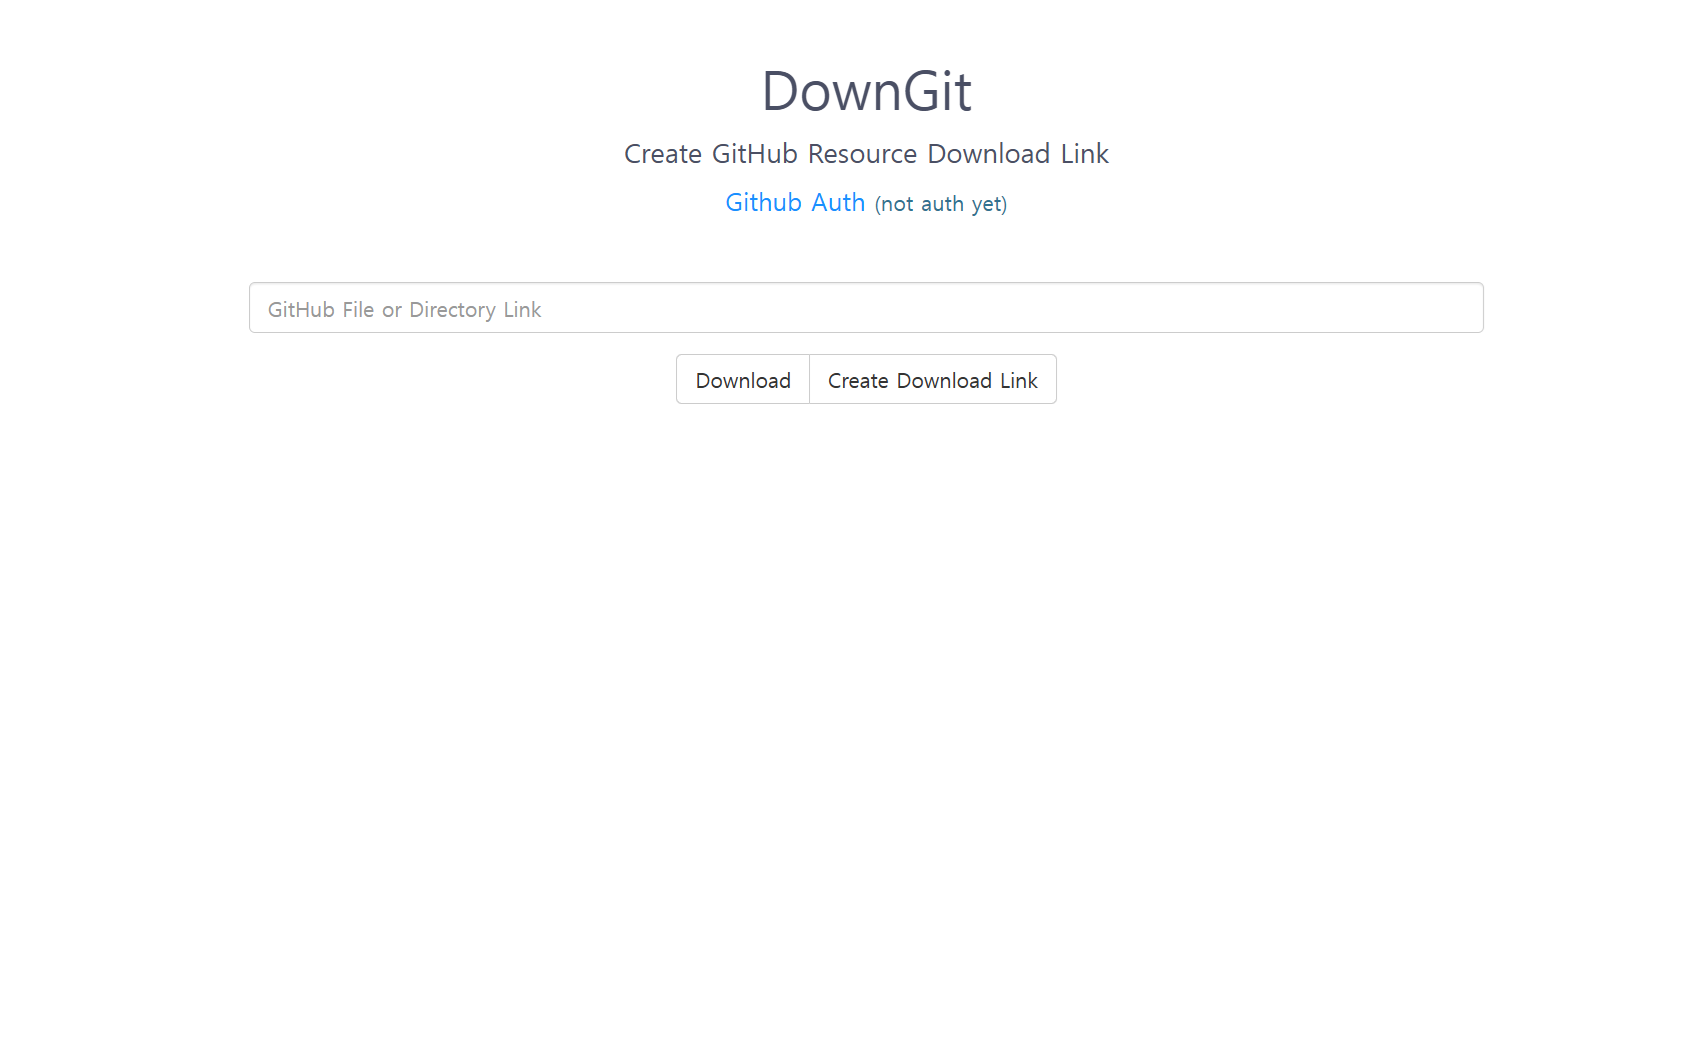 DownGit
Create GitHub Resource Download Link
Github Auth (not auth yet)
GitHub File or Directory Link
Download
Create Download Link